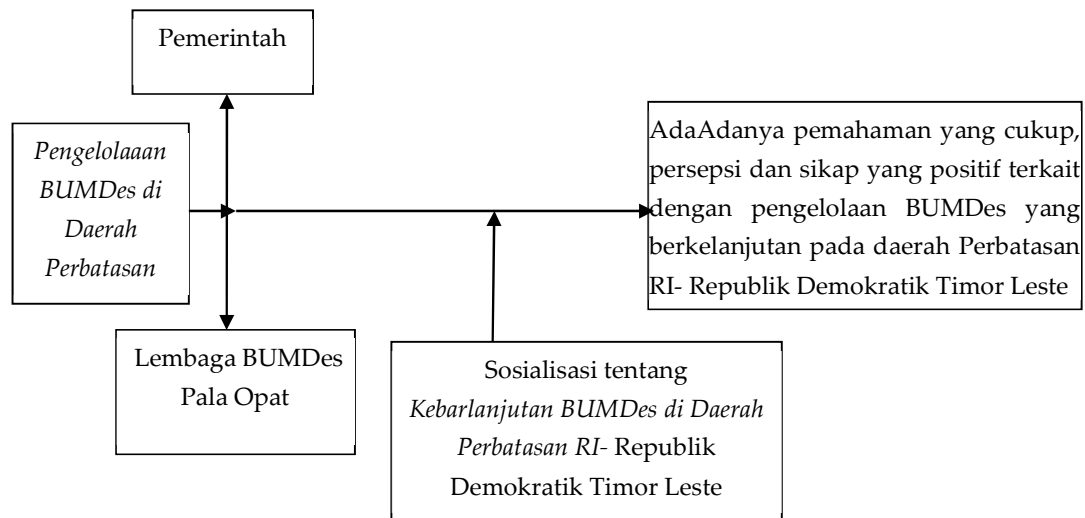 Pemerintah
Pengelolaaan
BUMDes di
Daerah
Perbatasan
AdaAdanya pemahaman yang cukup,
persepsi dan sikap yang positif terkait
dengan pengelolaan BUMDes yang
berkelanjutan pada daerah Perbatasan
RI- Republik Demokratik Timor Leste
Lembaga BUMDes
Pala Opat
Sosialisasi tentang
Kebarlanjutan BUMDes di Daerah
Perbatasan RI- Republik
Demokratik Timor Leste